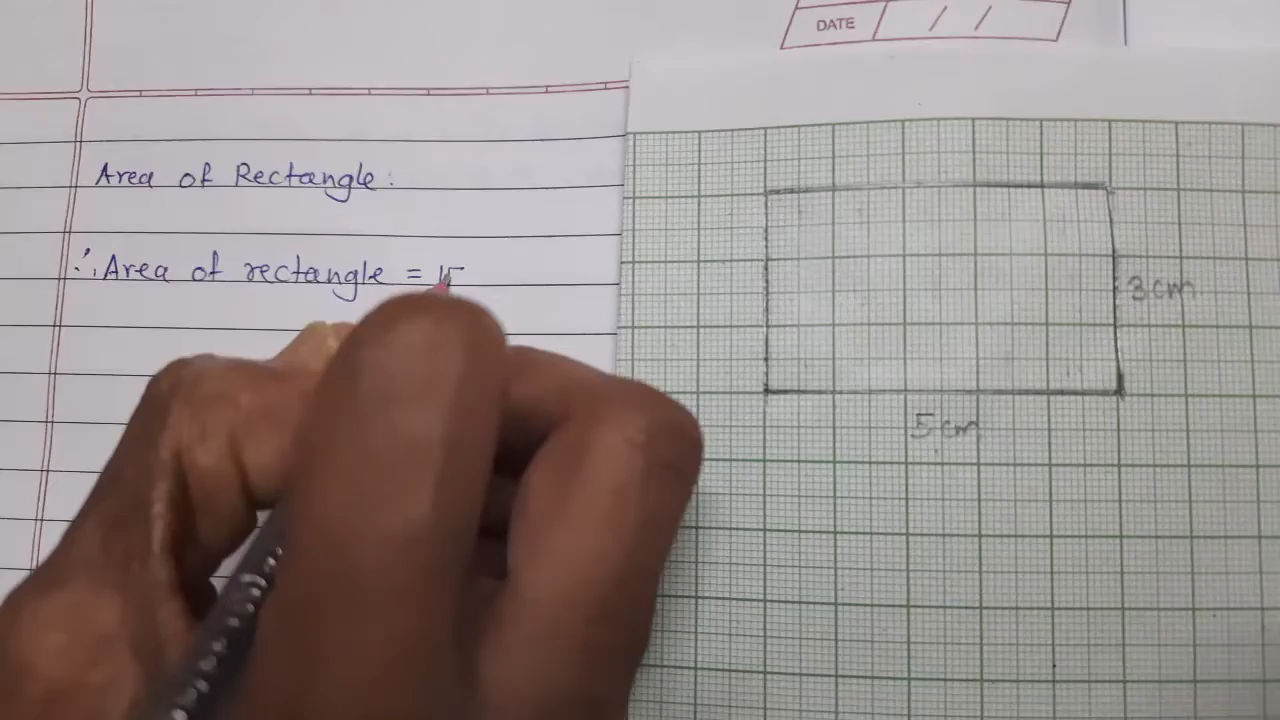 DATE / /
Area of Rectangle:
∴ Area of rectangle = 15
3cm
5cm